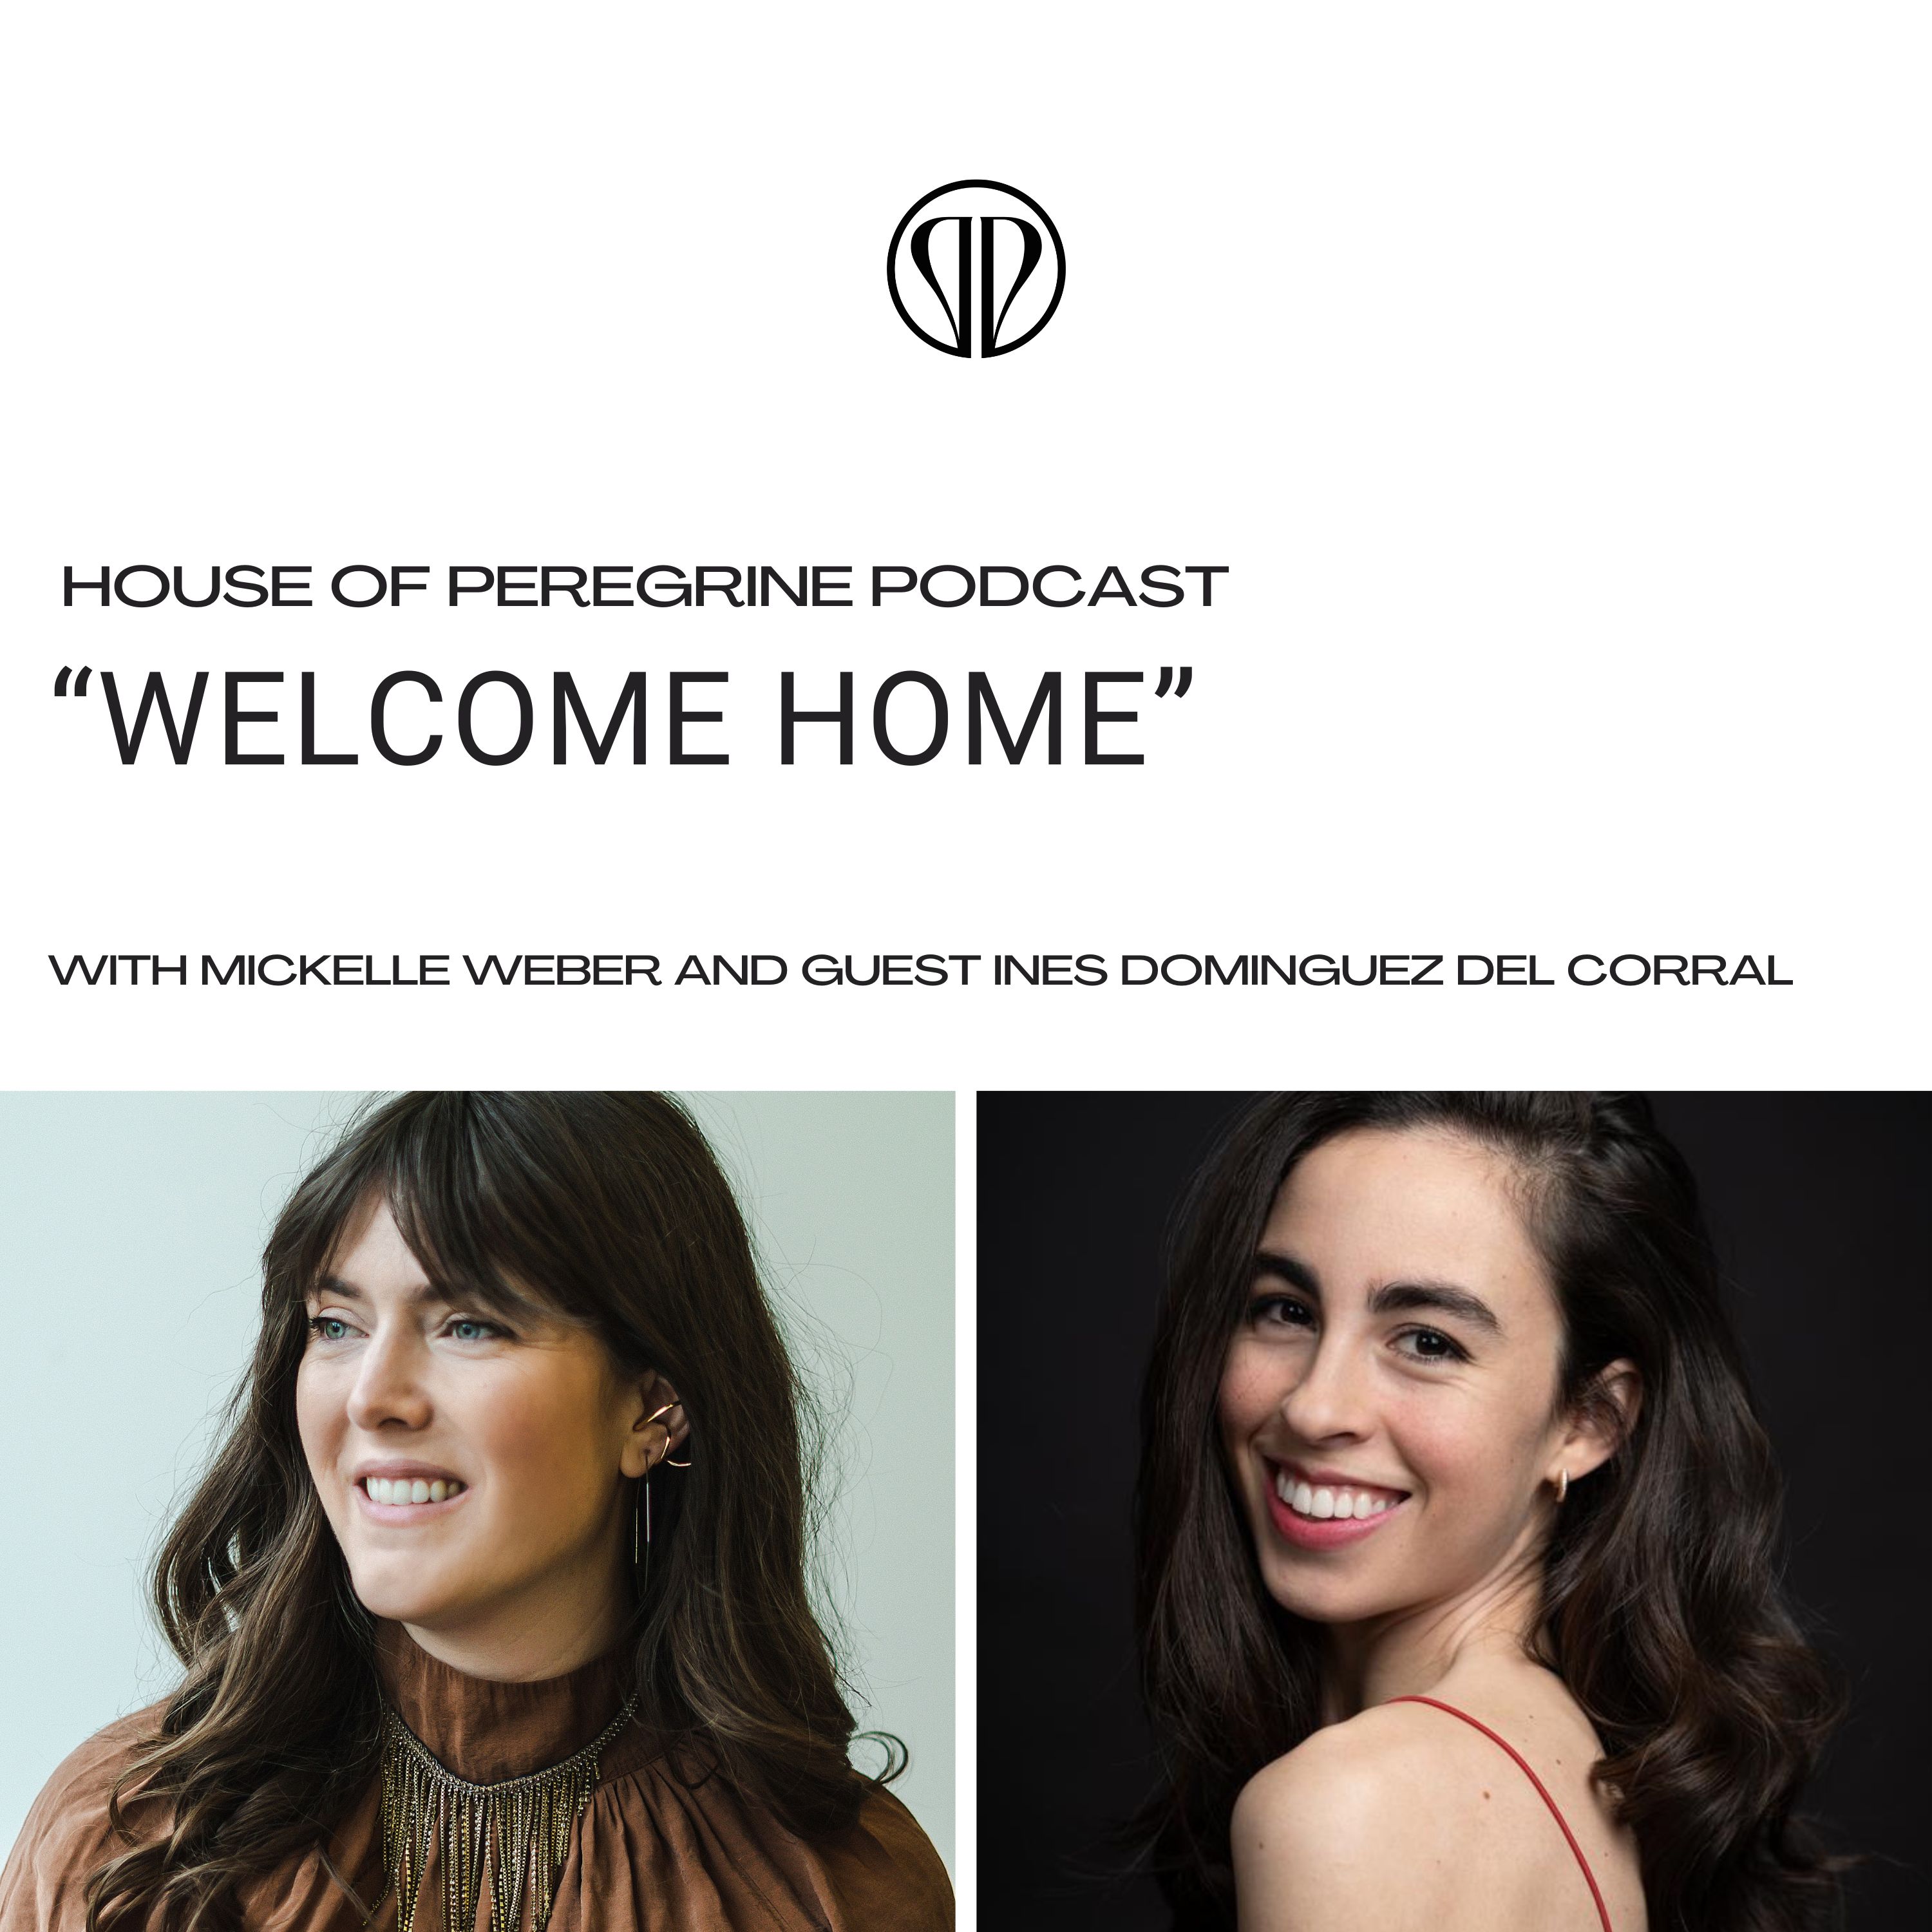 HOUSE OF PEREGRINE PODCAST
“WELCOME HOME”
WITH MICKELLE WEBER AND GUEST INES DOMINGUEZ DEL CORRAL